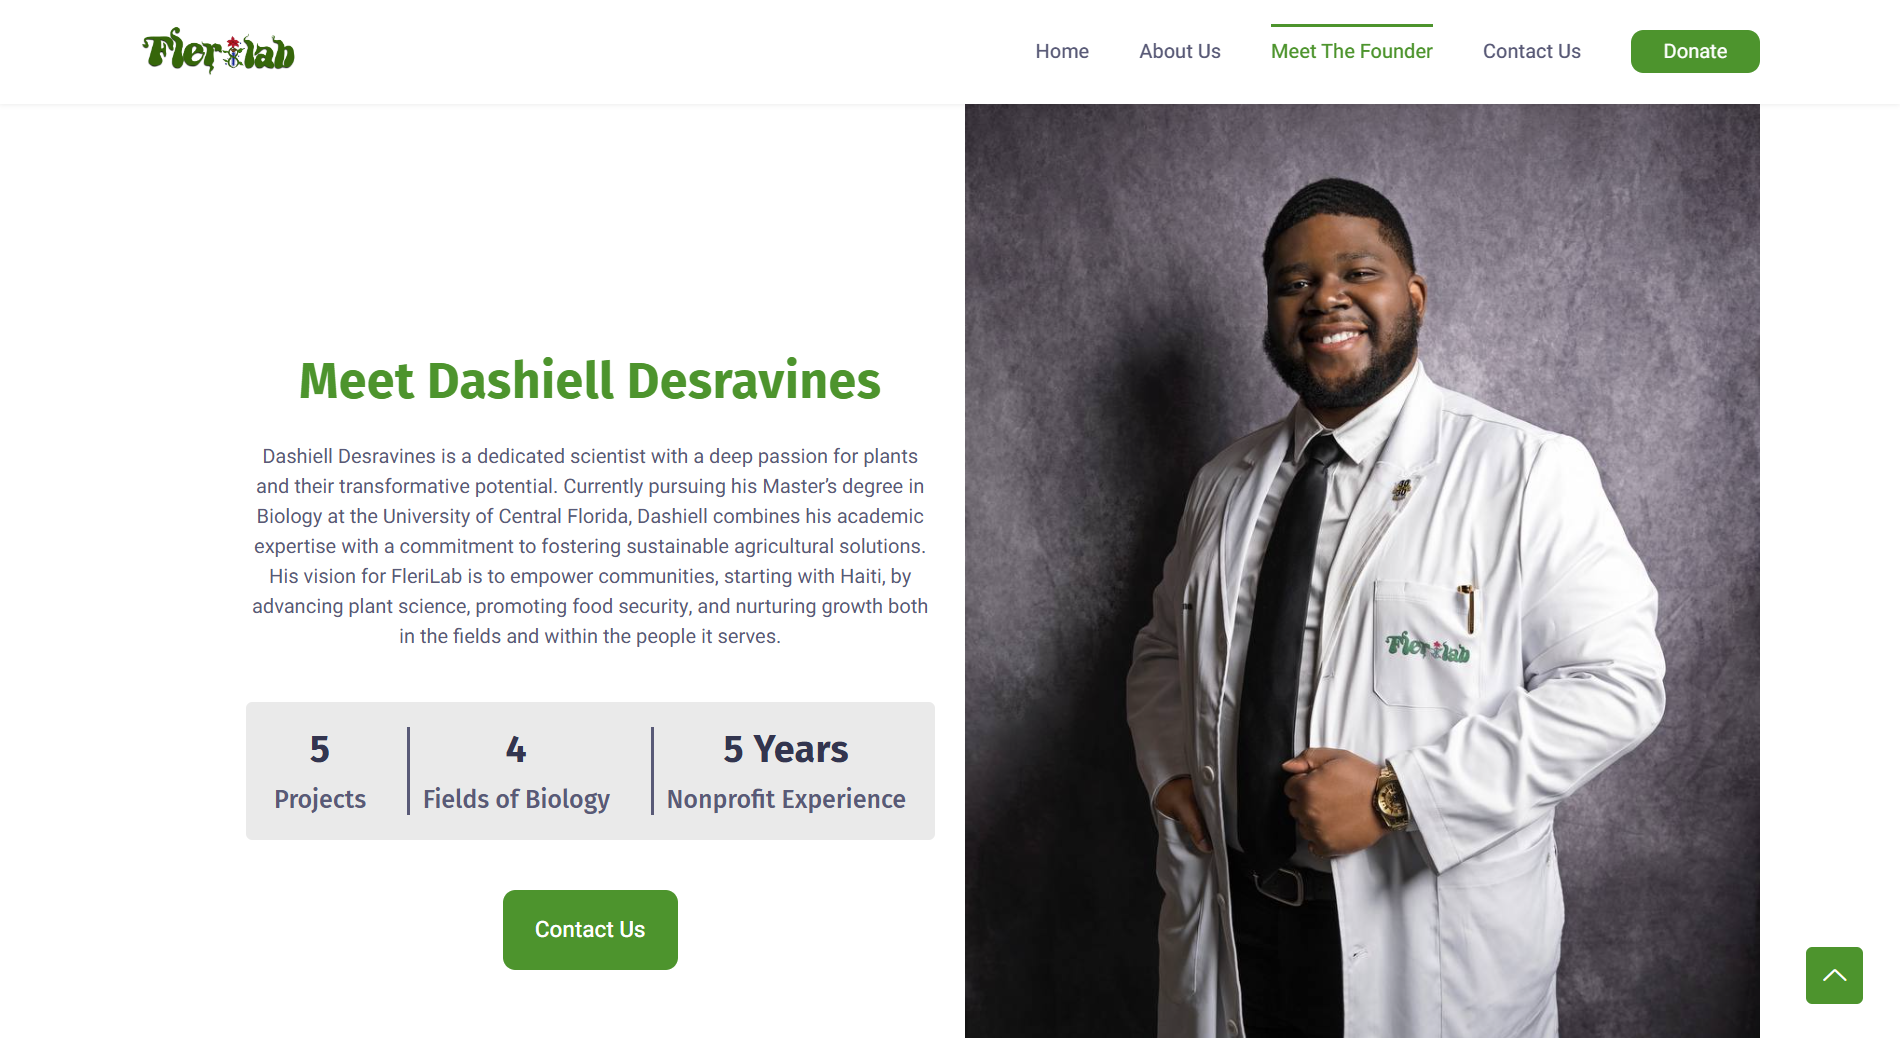 Flerilab
Home
About Us
Meet The Founder
Contact Us
Donate
Meet Dashiell Desravines
Dashiell Desravines is a dedicated scientist with a deep passion for plants
and their transformative potential. Currently pursuing his Master’s degree in
Biology at the University of Central Florida, Dashiell combines his academic
expertise with a commitment to fostering sustainable agricultural solutions.
His vision for FleriLab is to empower communities, starting with Haiti, by
advancing plant science, promoting food security, and nurturing growth both
in the fields and within the people it serves.
5
Projects
4
Fields of Biology
5 Years
Nonprofit Experience
Contact Us
Flerilab